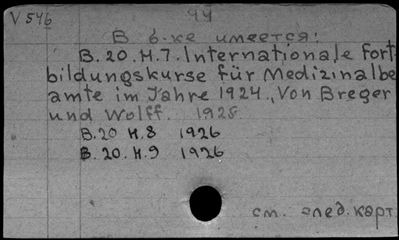 V 546 44
В б-ке имеется:
B. 20. H. 7. Internationale Fort-
bildungskurse für Medizinalbe
amte im Jahre 1924., Von Breger
und Wolff. 1925
B. 20 H. 8 1926
B. 20. H. 9 1926
см. след. карт.